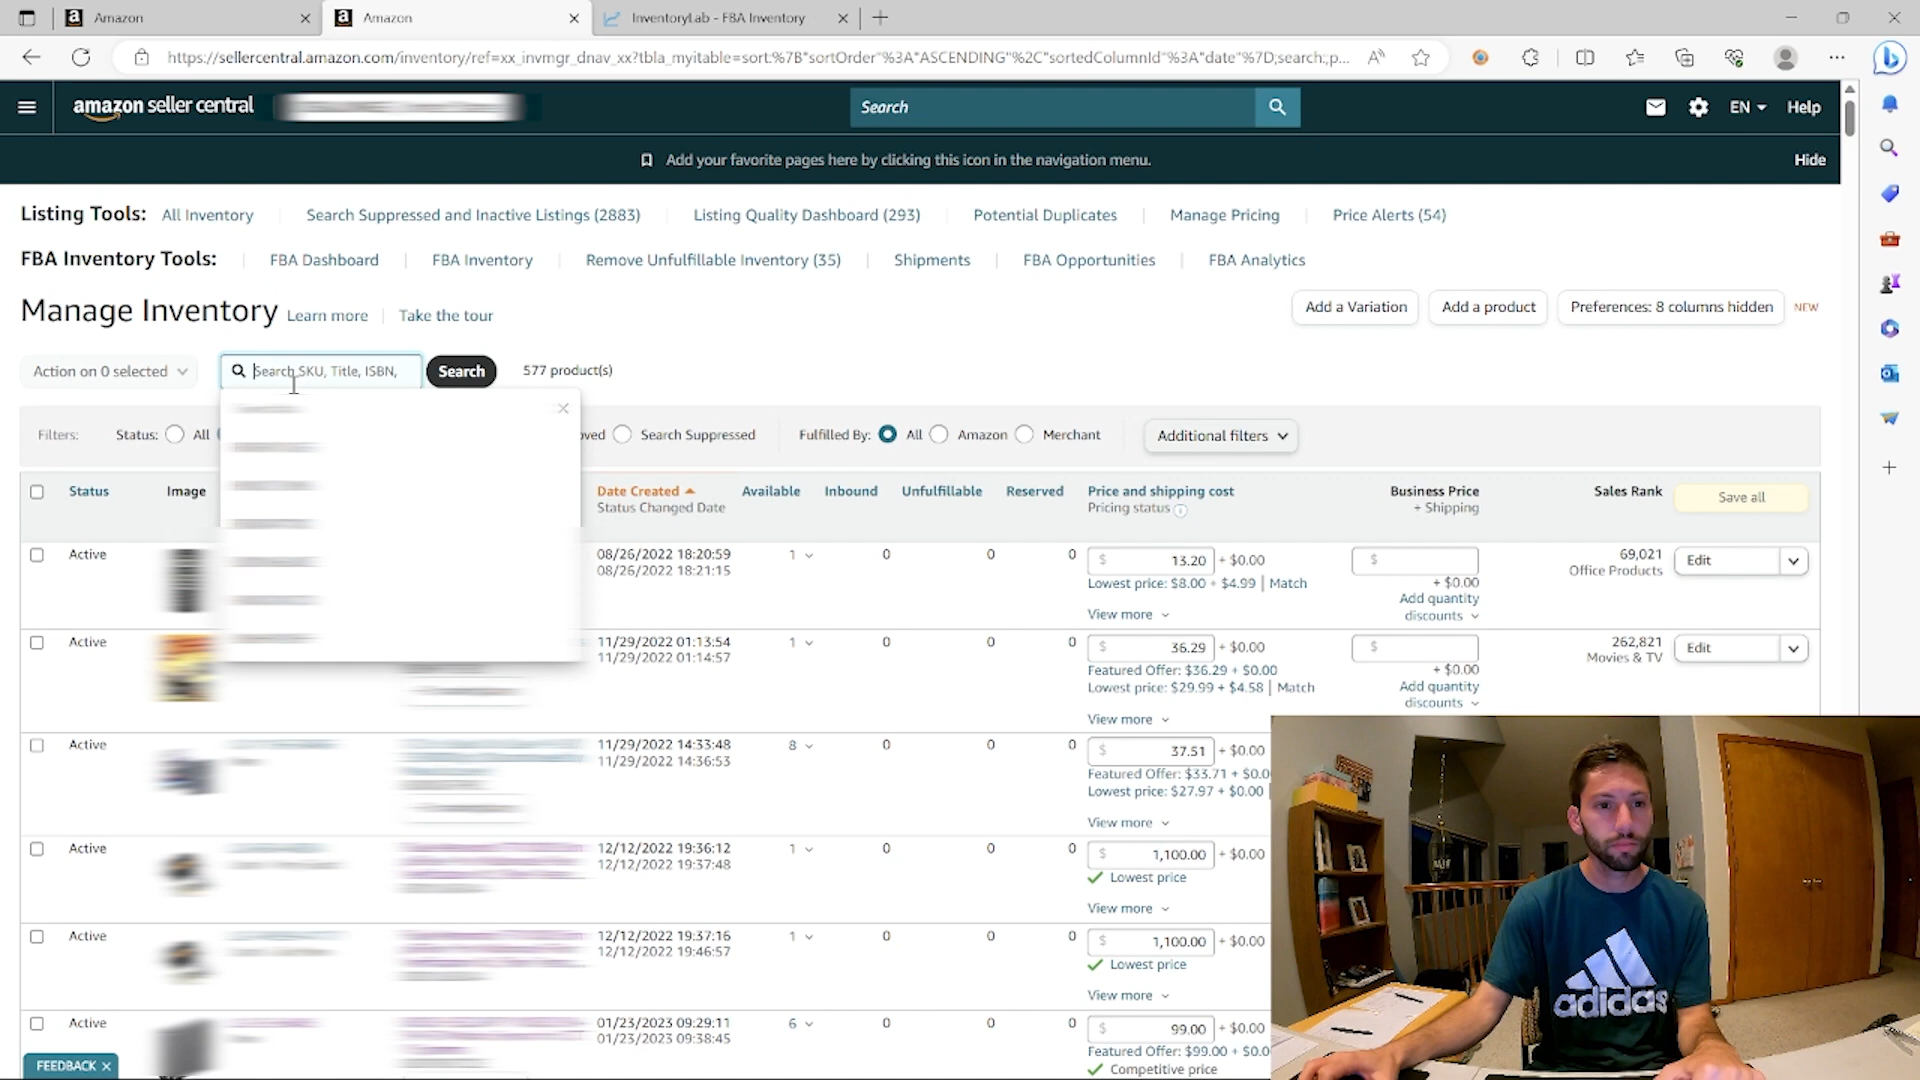 Amazon
Amazon
InventoryLab - FBA Inventory
https://sellercentral.amazon.com/inventory/ref=xx_invmgr_dnav_xx?tbla_myitable=sort:%7B"sortOrder"%3A"ASCENDING"%2C"sortedColumnId"%3A"date"%7D;search:;p...
amazon seller central
Search
EN
Help
Add your favorite pages here by clicking this icon in the navigation menu.
Hide
Listing Tools: All Inventory Search Suppressed and Inactive Listings (2883) Listing Quality Dashboard (293) Potential Duplicates Manage Pricing Price Alerts (54)
FBA Inventory Tools: FBA Dashboard FBA Inventory Remove Unfulfillable Inventory (35) Shipments FBA Opportunities FBA Analytics
Manage Inventory Learn more Take the tour
Add a Variation Add a product Preferences: 8 columns hidden NEW
Action on 0 selected Search SKU, Title, ISBN, Search 577 product(s)
Filters: Status: All oved Search Suppressed Fulfilled By: All Amazon Merchant Additional filters
Status Image Date Created Available Inbound Unfulfillable Reserved Price and shipping cost Business Price Sales Rank Save all
Status Changed Date Pricing status + Shipping
Active 08/26/2022 18:20:59 1 0 0 0 $ 13.20 + $0.00 $ 69,021 Edit
08/26/2022 18:21:15 Office Products
Lowest price: $8.00 + $4.99 | Match + $0.00
Add quantity
View more discounts
Active 11/29/2022 01:13:54 1 0 0 0 $ 36.29 + $0.00 $ 262,821 Edit
11/29/2022 01:14:57 Movies & TV
Featured Offer: $36.29 + $0.00 + $0.00
Lowest price: $29.99 + $4.58 | Match Add quantity
discounts
View more
Active 11/29/2022 14:33:48 8 0 0 0 $ 37.51 + $0.00
11/29/2022 14:36:53
Featured Offer: $33.71 + $0.0
Lowest price: $27.97 + $0.00
View more
Active 12/12/2022 19:36:12 1 0 0 0 $ 1,100.00 + $0.00
12/12/2022 19:37:48
Lowest price
View more
Active 12/12/2022 19:37:16 1 0 0 0 $ 1,100.00 + $0.00
12/12/2022 19:46:57
Lowest price
View more
Active 01/23/2023 09:29:11 6 0 0 0 $ 99.00 + $0.00
01/23/2023 09:38:45
Featured Offer: $99.00 + $0.0
Competitive price
FEEDBACK
adidas